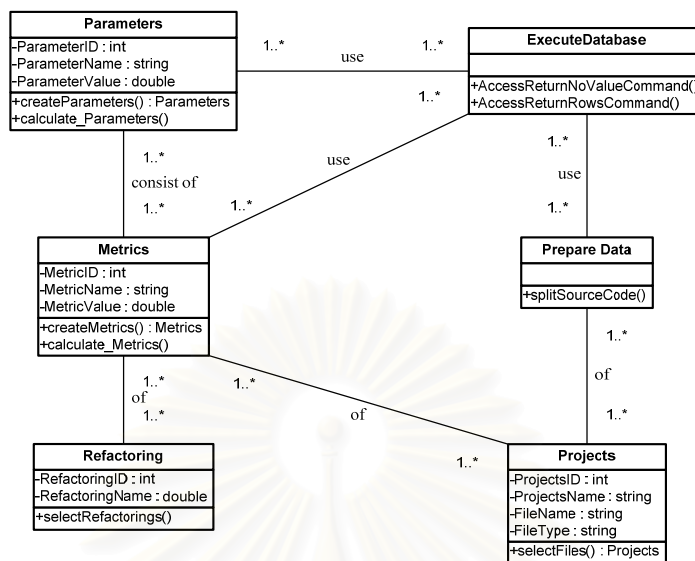 Parameters
-ParameterID : int
-ParameterName : string
-ParameterValue : double
+createParameters() : Parameters
+calculate_Parameters()
1..*
use
1..*
ExecuteDatabase
+AccessReturnNoValueCommand()
+AccessReturnRowsCommand()
1..*
consist of
1..*
1..*
use
1..*
1..*
use
1..*
Metrics
-MetricID : int
-MetricName : string
-MetricValue : double
+createMetrics() : Metrics
+calculate_Metrics()
Prepare Data
+splitSourceCode()
1..*
of
1..*
1..*
of
1..*
1..*
of
1..*
Refactoring
-RefactoringID : int
-RefactoringName : double
+selectRefactorings()
Projects
-ProjectsID : int
-ProjectsName : string
-FileName : string
-FileType : string
+selectFiles() : Projects